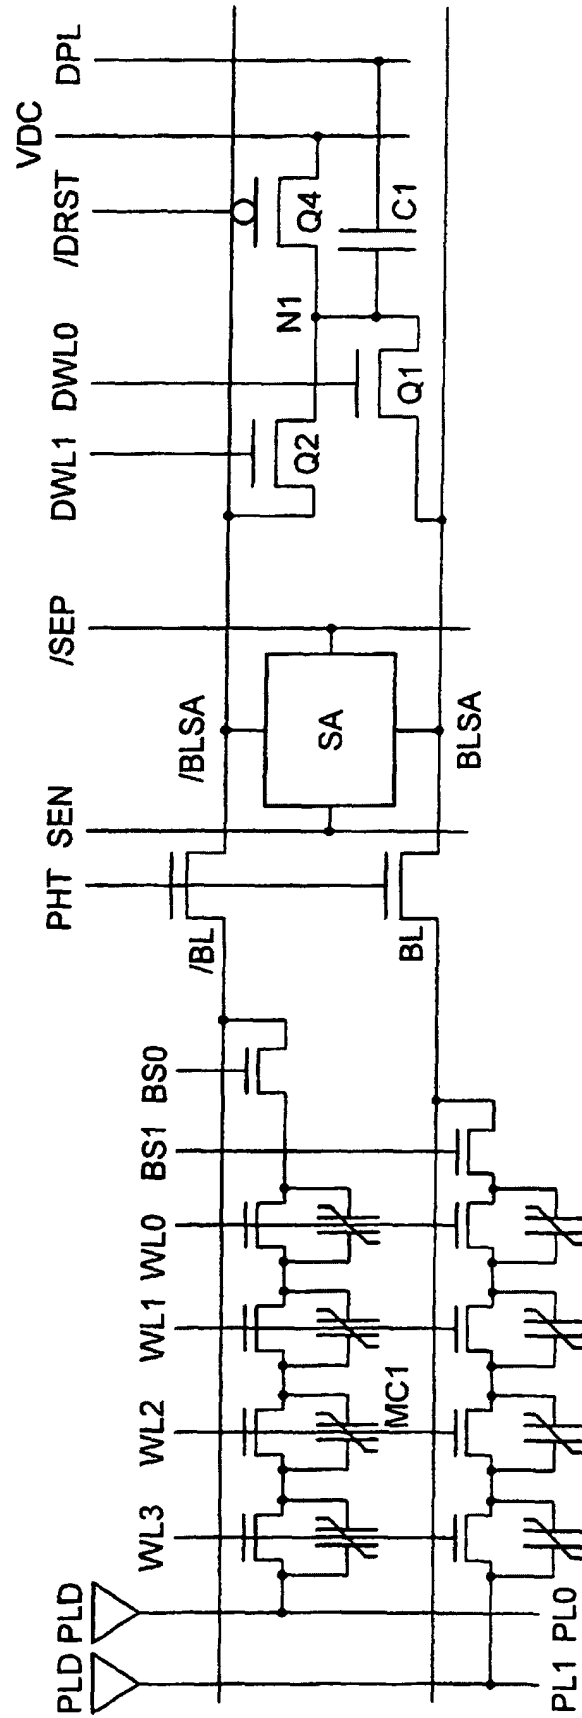 PLD
PLD
WL3
WL2
WL1
WL0
BS1
BS0
PHT
SEN
/SEP
DWL1
DWL0
/DRST
VDC
DPL
/BL
/BLSA
Q2
N1
Q4
SA
C1
MC1
BL
BLSA
Q1
PL1
PL0